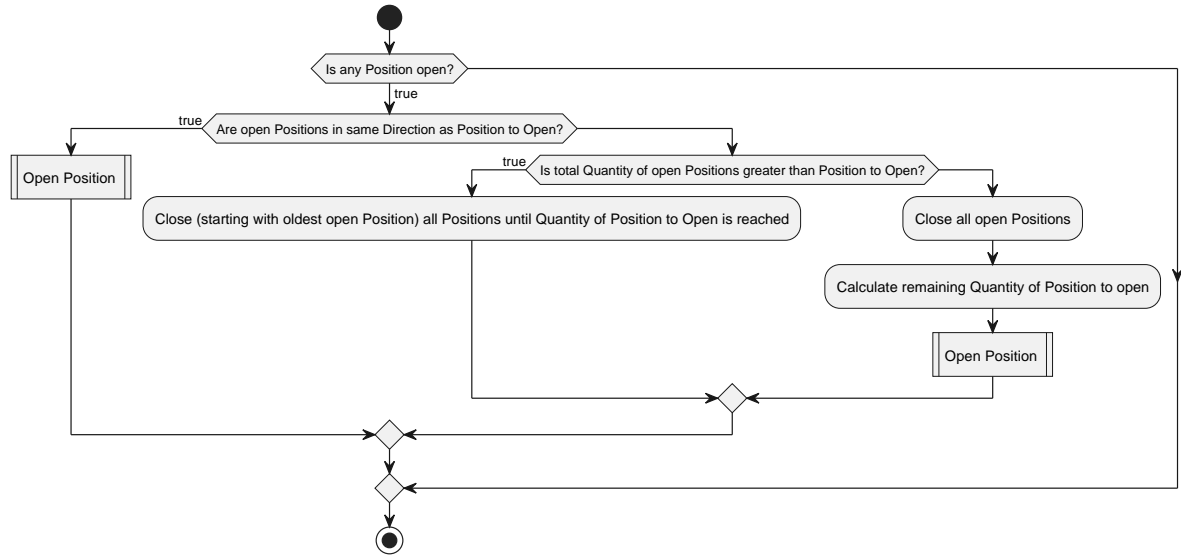 Is any Position open?
true
true
Are open Positions in same Direction as Position to Open?
Open Position
true
Is total Quantity of open Positions greater than Position to Open?
Close (starting with oldest open Position) all Positions until Quantity of Position to Open is reached
Close all open Positions
Calculate remaining Quantity of Position to open
Open Position